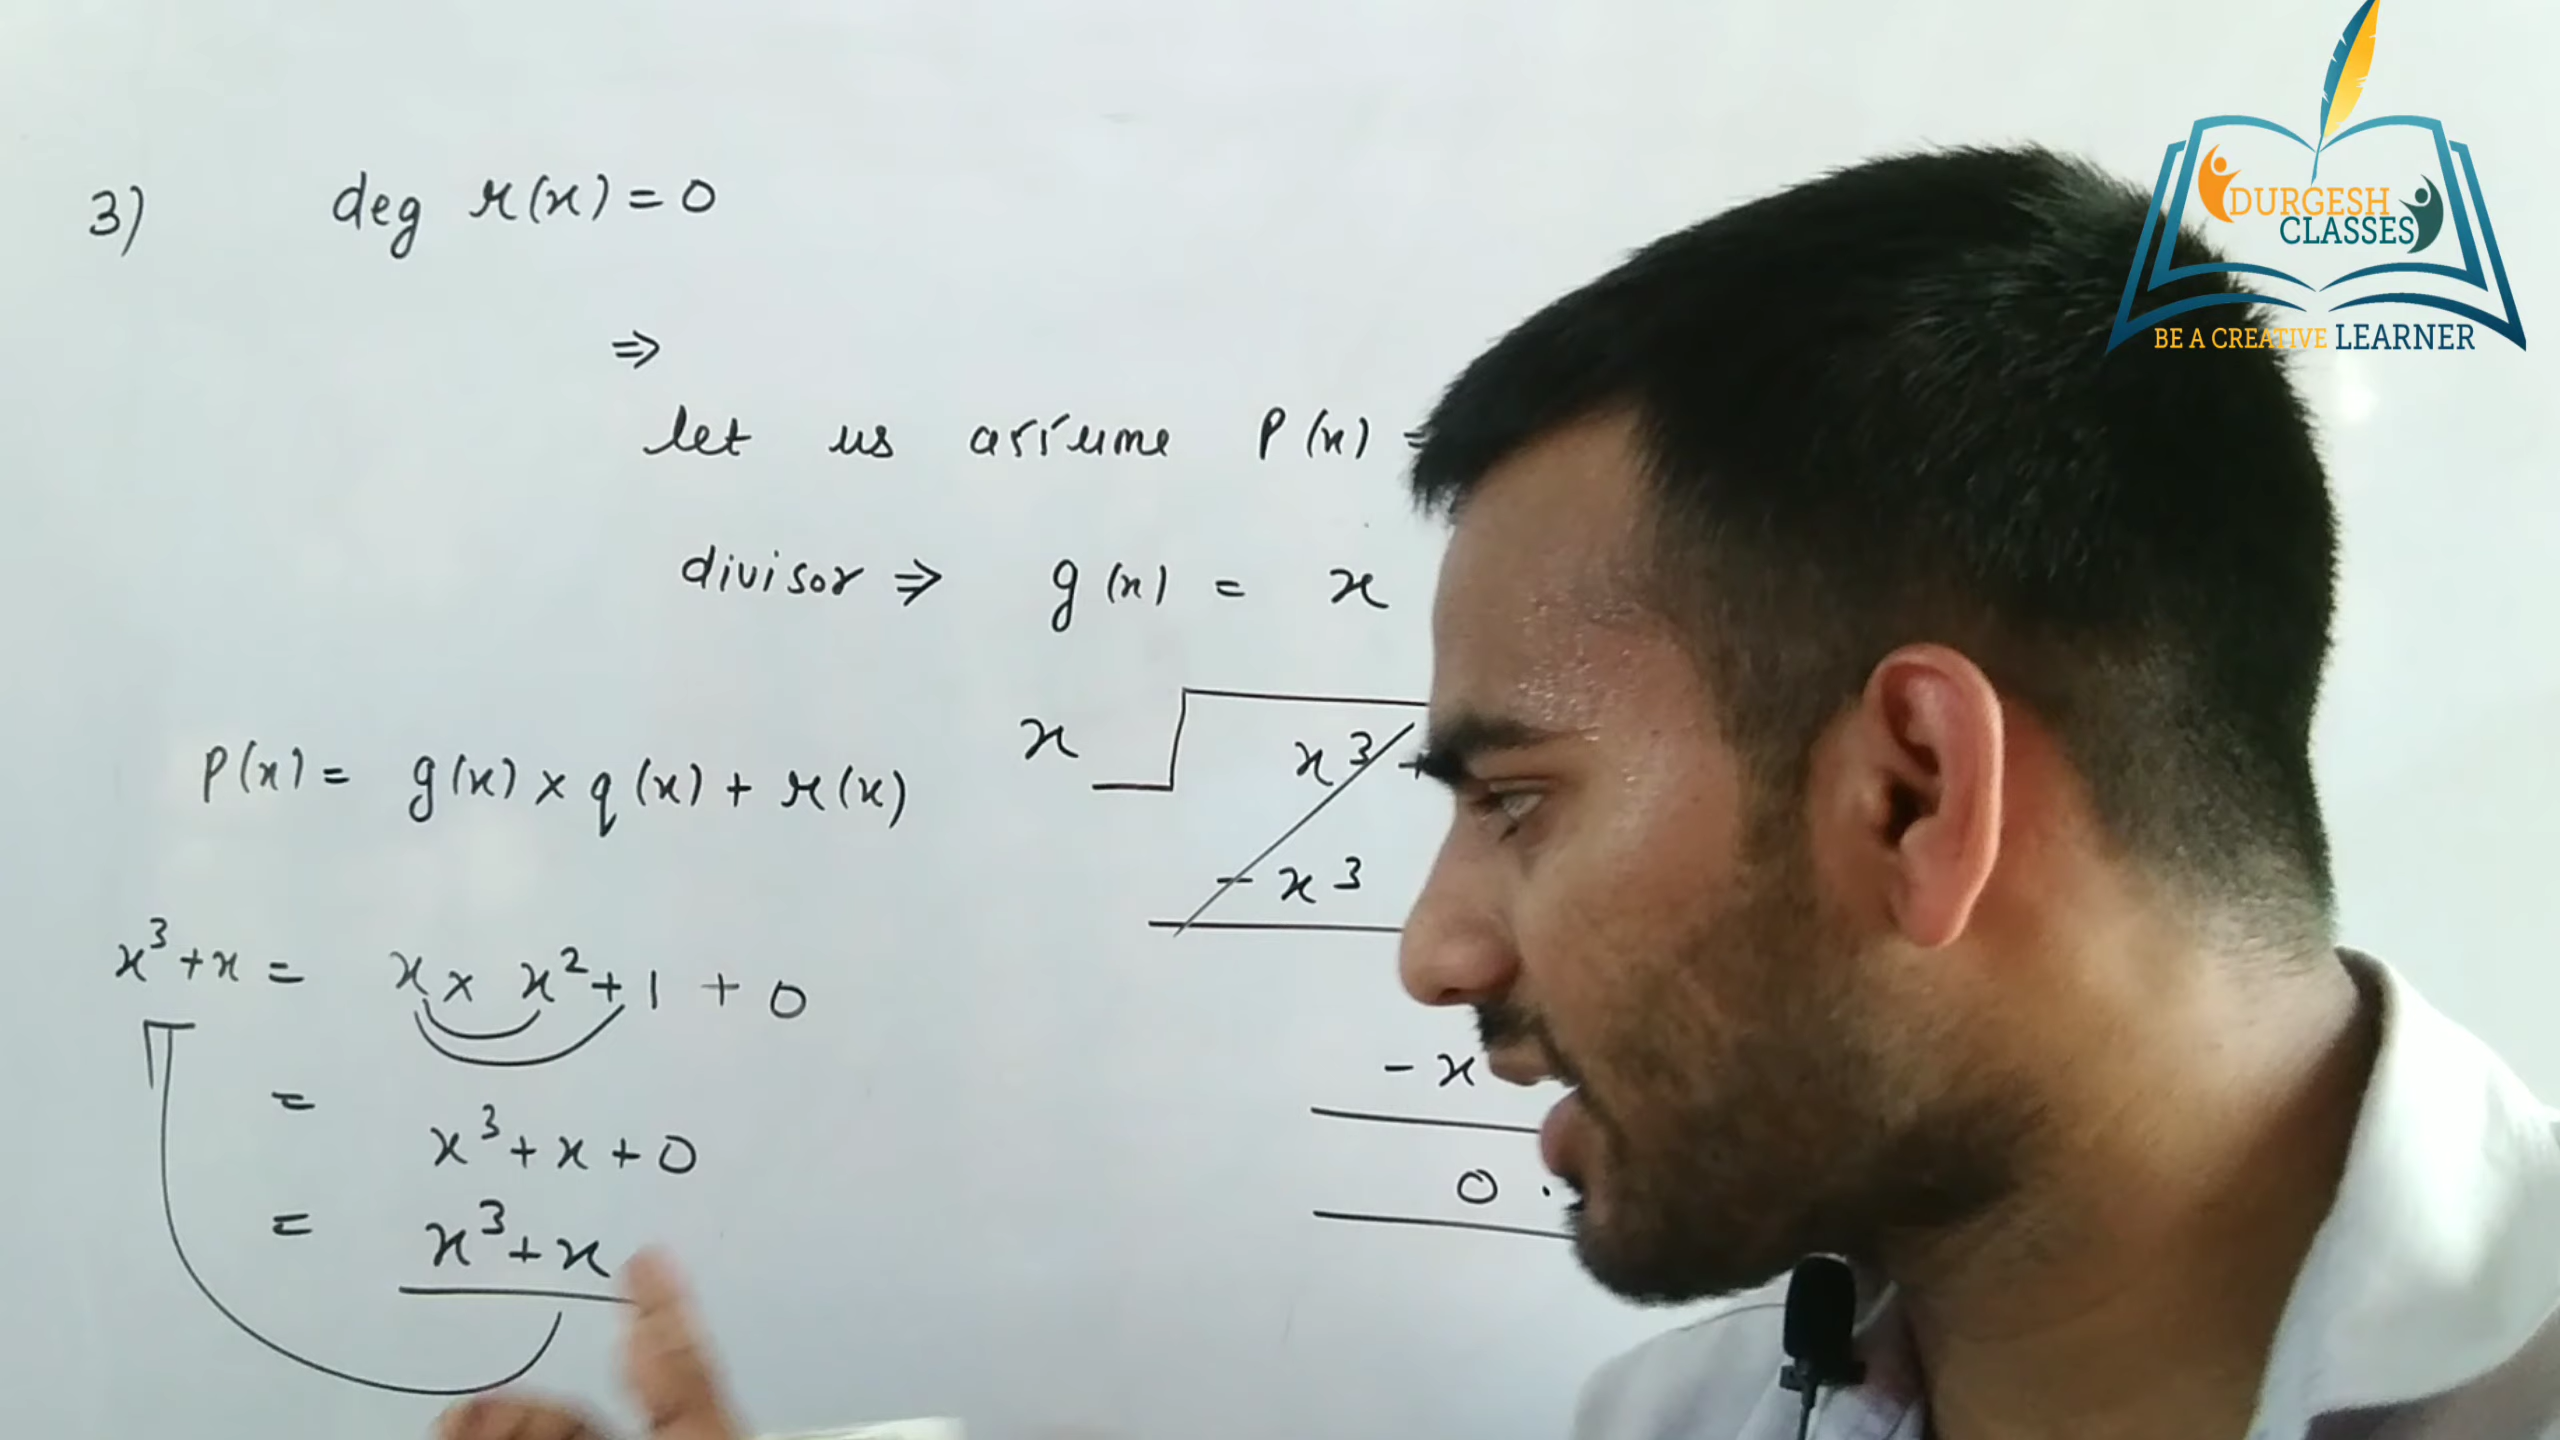 3) deg r(x) = 0
⇒
let us assume P(x) =
divisor ⇒ g(x) = x
P(x) = g(x) × q(x) + r(x)
x³ + x = x × x² + 1 + 0
= x³ + x + 0
= x³ + x
x x³ +
- x³
- x
0
DURGESH
CLASSES
BE A CREATIVE LEARNER